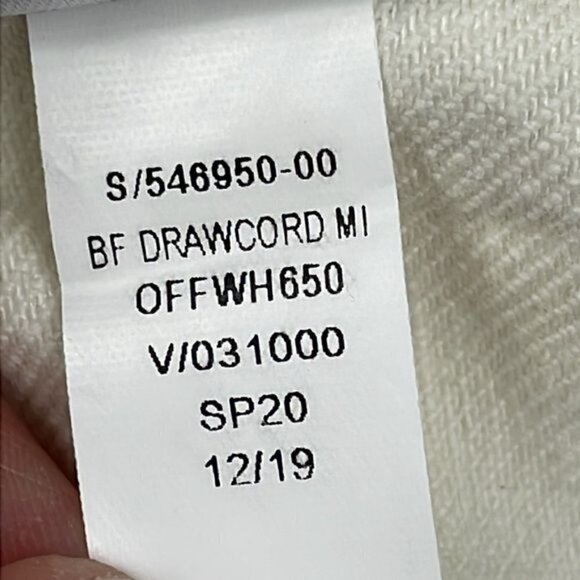 S/546950-00
BF DRAWCORD MI
OFFWH650
V/031000
SP20
12/19